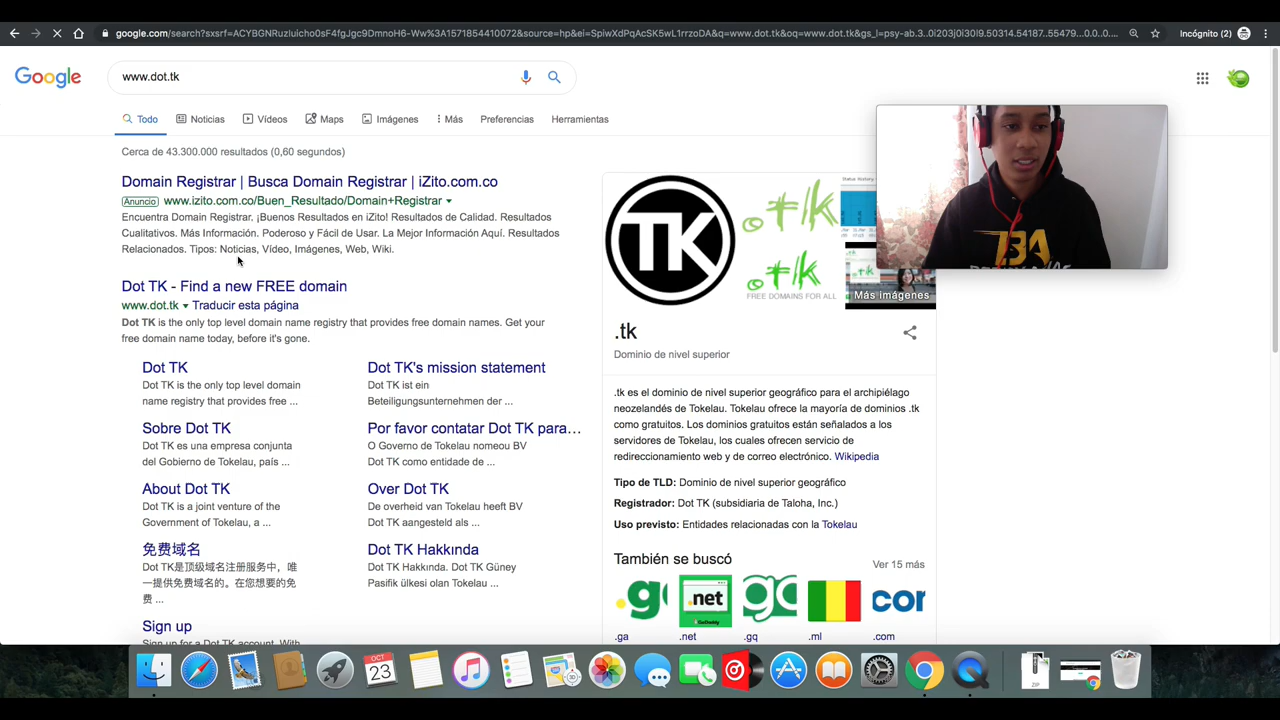 google.com/search?sxsrf=ACYBGNRuzluicho0sF4fgJgc9DmnoH6-Ww%3A1571854410072&source=hp&ei=SpiwXdPqAcSK5wL1rrzoDA&q=www.dot.tk&oq=www.dot.tk&gs_l=psy-ab.3..0i203j0i30l9.50314.54187..55479...0.0..0....
Incógnito (2)
Google
www.dot.tk
Todo Noticias Vídeos Maps Imágenes Más Preferencias Herramientas
Cerca de 43.300.000 resultados (0,60 segundos)
Domain Registrar | Busca Domain Registrar | iZito.com.co
Anuncio www.izito.com.co/Buen_Resultado/Domain+Registrar
Encuentra Domain Registrar. ¡Buenos Resultados en iZito! Resultados de Calidad. Resultados
Cualitativos. Más Información. Poderoso y Fácil de Usar. La Mejor Información Aquí. Resultados
Relacionados. Tipos: Noticias, Vídeo, Imágenes, Web, Wiki.
Dot TK - Find a new FREE domain
www.dot.tk Traducir esta página
Dot TK is the only top level domain name registry that provides free domain names. Get your
free domain name today, before it's gone.
Dot TK
Dot TK is the only top level domain
name registry that provides free ...
Dot TK's mission statement
Dot TK ist ein
Beteiligungsunternehmen der ...
Sobre Dot TK
Dot TK es una empresa conjunta
del Gobierno de Tokelau, país ...
Por favor contatar Dot TK para…
O Governo de Tokelau nomeou BV
Dot TK como entidade de ...
About Dot TK
Dot TK is a joint venture of the
Government of Tokelau, a ...
Over Dot TK
De overheid van Tokelau heeft BV
Dot TK aangesteld als ...
免费域名
Dot TK是顶级域名注册服务中，唯
一提供免费域名的。在您想要的免
费 ...
Dot TK Hakkında
Dot TK Hakkında. Dot TK Güney
Pasifik ülkesi olan Tokelau ...
Sign up
Sign up for a Dot TK account. With
TK
.tk
.tk
FREE DOMAINS FOR ALL
Status History
Más imágenes
.tk
Dominio de nivel superior
.tk es el dominio de nivel superior geográfico para el archipiélago
neozelandés de Tokelau. Tokelau ofrece la mayoría de dominios .tk
como gratuitos. Los dominios gratuitos están señalados a los
servidores de Tokelau, los cuales ofrecen servicio de
redireccionamiento web y de correo electrónico. Wikipedia
Tipo de TLD: Dominio de nivel superior geográfico
Registrador: Dot TK (subsidiaria de Taloha, Inc.)
Uso previsto: Entidades relacionadas con la Tokelau
También se buscó
Ver 15 más
.net
GoDaddy
.ga .net .gq .ml .com
OCT
23
ZIP